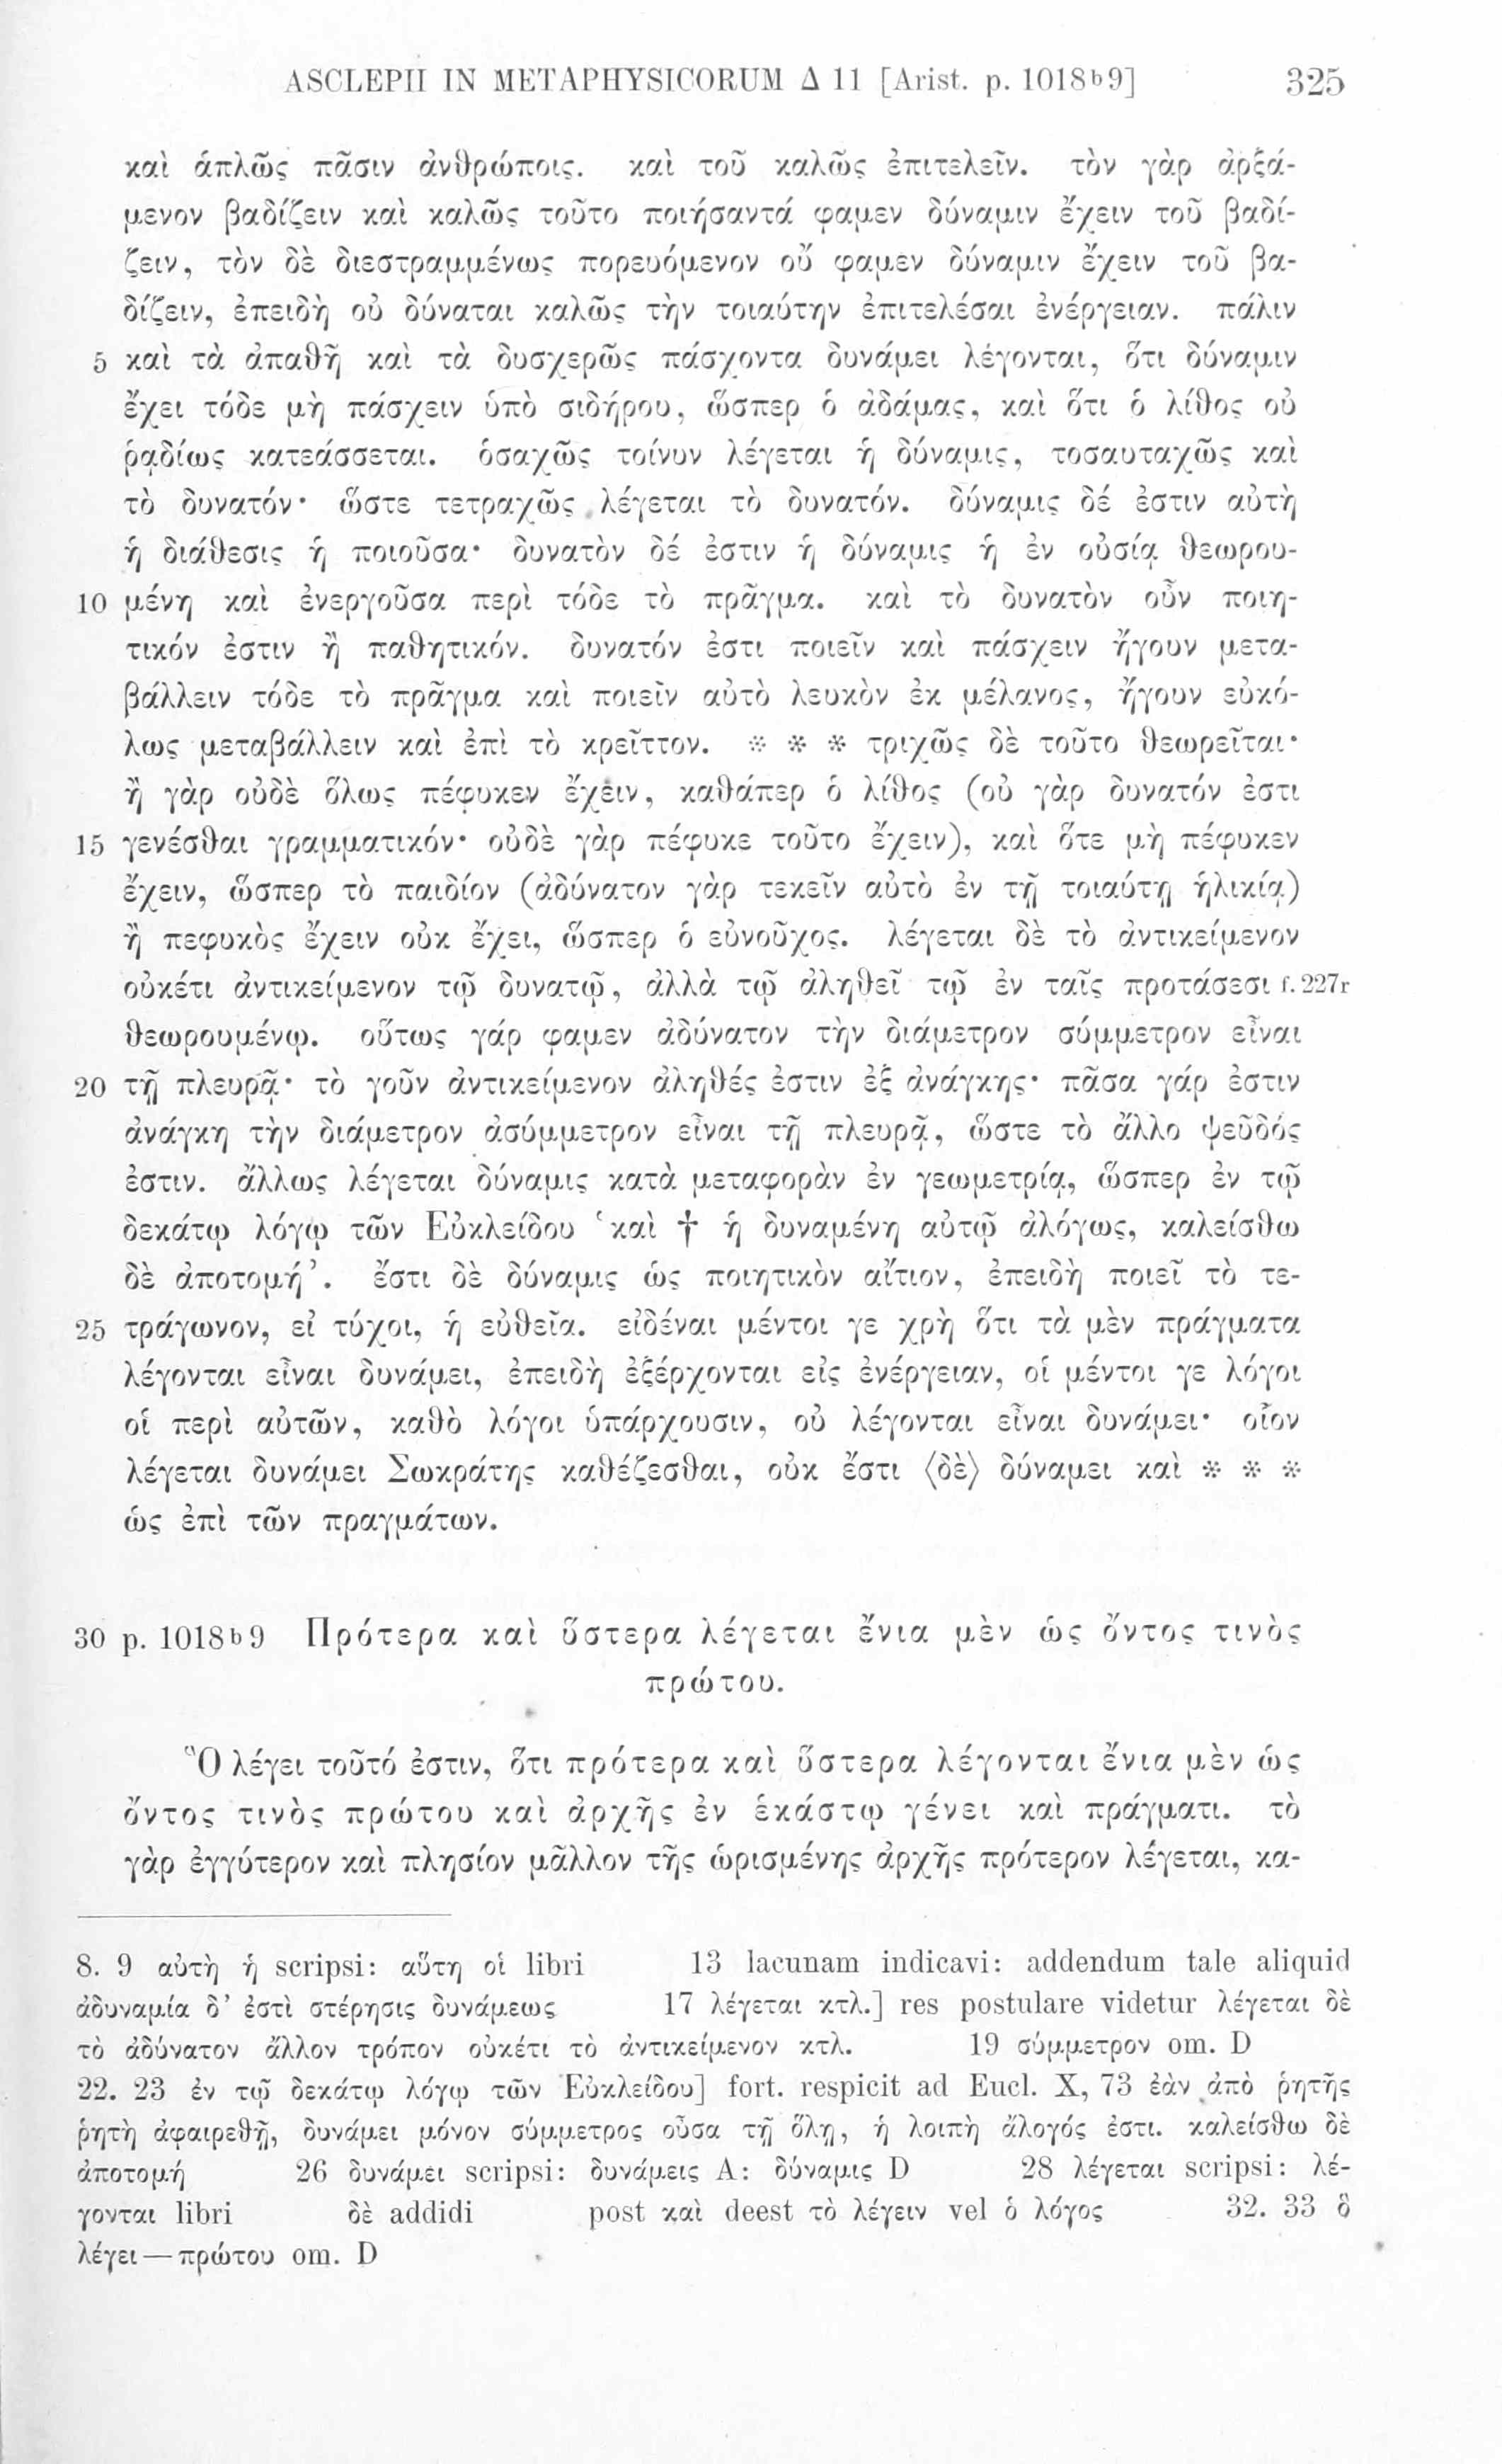 ASCLEPII IN METAPHYSICORUM Δ 11 [Arist. p. 1018b9] 325
καὶ ἁπλῶς πᾶσιν ἀνθρώποις. καὶ τοῦ καλῶς ἐπιτελεῖν. τὸν γὰρ ἀρξά-
μενον βαδίζειν καὶ καλῶς τοῦτο ποιήσαντά φαμεν δύναμιν ἔχειν τοῦ βαδί-
ζειν, τὸν δὲ διεστραμμένως πορευόμενον οὔ φαμεν δύναμιν ἔχειν τοῦ βα-
δίζειν, ἐπειδὴ οὐ δύναται καλῶς τὴν τοιαύτην ἐπιτελέσαι ἐνέργειαν. πάλιν
5 καὶ τὰ ἀπαθῆ καὶ τὰ δυσχερῶς πάσχοντα δυνάμει λέγονται, ὅτι δύναμιν
ἔχει τόδε μὴ πάσχειν ὑπὸ σιδήρου, ὥσπερ ὁ ἀδάμας, καὶ ὅτι ὁ λίθος οὐ
ῥᾳδίως κατεάσσεται. ὁσαχῶς τοίνυν λέγεται ἡ δύναμις, τοσαυταχῶς καὶ
τὸ δυνατόν· ὥστε τετραχῶς λέγεται τὸ δυνατόν. δύναμις δέ ἐστιν αὐτὴ
ἡ διάθεσις ἡ ποιοῦσα· δυνατὸν δέ ἐστιν ἡ δύναμις ἡ ἐν οὐσίᾳ θεωρου-
10 μένη καὶ ἐνεργοῦσα περὶ τόδε τὸ πρᾶγμα. καὶ τὸ δυνατὸν οὖν ποιη-
τικόν ἐστιν ἢ παθητικόν. δυνατόν ἐστι ποιεῖν καὶ πάσχειν ἤγουν μετα-
βάλλειν τόδε τὸ πρᾶγμα καὶ ποιεῖν αὐτὸ λευκὸν ἐκ μέλανος, ἤγουν εὐκό-
λως μεταβάλλειν καὶ ἐπὶ τὸ κρεῖττον. * * * τριχῶς δὲ τοῦτο θεωρεῖται·
ἢ γὰρ οὐδὲ ὅλως πέφυκεν ἔχειν, καθάπερ ὁ λίθος (οὐ γὰρ δυνατόν ἐστι
15 γενέσθαι γραμματικόν· οὐδὲ γὰρ πέφυκε τοῦτο ἔχειν), καὶ ὅτε μὴ πέφυκεν
ἔχειν, ὥσπερ τὸ παιδίον (ἀδύνατον γὰρ τεκεῖν αὐτὸ ἐν τῇ τοιαύτῃ ἡλικίᾳ)
ἢ πεφυκὸς ἔχειν οὐκ ἔχει, ὥσπερ ὁ εὐνοῦχος. λέγεται δὲ τὸ ἀντικείμενον
οὐκέτι ἀντικείμενον τῷ δυνατῷ, ἀλλὰ τῷ ἀληθεῖ τῷ ἐν ταῖς προτάσεσι f. 227r
θεωρουμένῳ. οὕτως γάρ φαμεν ἀδύνατον τὴν διάμετρον σύμμετρον εἶναι
20 τῇ πλευρᾷ· τὸ γοῦν ἀντικείμενον ἀληθές ἐστιν ἐξ ἀνάγκης· πᾶσα γάρ ἐστιν
ἀνάγκη τὴν διάμετρον ἀσύμμετρον εἶναι τῇ πλευρᾷ, ὥστε τὸ ἄλλο ψεῦδός
ἐστιν. ἄλλως λέγεται δύναμις κατὰ μεταφορὰν ἐν γεωμετρίᾳ, ὥσπερ ἐν τῷ
δεκάτῳ λόγῳ τῶν Εὐκλείδου ‘καὶ † ἡ δυναμένη αὐτῷ ἀλόγως, καλείσθω
δὲ ἀποτομή’. ἔστι δὲ δύναμις ὡς ποιητικὸν αἴτιον, ἐπειδὴ ποιεῖ τὸ τε-
25 τράγωνον, εἰ τύχοι, ἡ εὐθεῖα. εἰδέναι μέντοι γε χρὴ ὅτι τὰ μὲν πράγματα
λέγονται εἶναι δυνάμει, ἐπειδὴ ἐξέρχονται εἰς ἐνέργειαν, οἱ μέντοι γε λόγοι
οἱ περὶ αὐτῶν, καθὸ λόγοι ὑπάρχουσιν, οὐ λέγονται εἶναι δυνάμει· οἷον
λέγεται δυνάμει Σωκράτης καθέζεσθαι, οὐκ ἔστι ⟨δὲ⟩ δύναμει καὶ * * *
ὡς ἐπὶ τῶν πραγμάτων.
30 p. 1018b9 Πρότερα καὶ ὕστερα λέγεται ἔνια μὲν ὡς ὄντος τινὸς
πρώτου.
Ὃ λέγει τοῦτό ἐστιν, ὅτι πρότερα καὶ ὕστερα λέγονται ἔνια μὲν ὡς
ὄντος τινὸς πρώτου καὶ ἀρχῆς ἐν ἑκάστῳ γένει καὶ πράγματι. τὸ
γὰρ ἐγγύτερον καὶ πλησίον μᾶλλον τῆς ὡρισμένης ἀρχῆς πρότερον λέγεται, κα-
8. 9 αὐτὴ ἡ scripsi: αὕτη οἱ libri 13 lacunam indicavi: addendum tale aliquid
ἀδυναμία δ’ ἐστὶ στέρησις δυνάμεως 17 λέγεται κτλ.] res postulare videtur λέγεται δὲ
τὸ ἀδύνατον ἄλλον τρόπον οὐκέτι τὸ ἀντικείμενον κτλ. 19 σύμμετρον om. D
22. 23 ἐν τῷ δεκάτῳ λόγῳ τῶν Εὐκλείδου] fort. respicit ad Eucl. X, 73 ἐὰν ἀπὸ ῥητῆς
ῥητὴ ἀφαιρεθῇ, δυνάμει μόνον σύμμετρος οὖσα τῇ ὅλῃ, ἡ λοιπὴ ἄλογός ἐστι. καλείσθω δὲ
ἀποτομή 26 δυνάμει scripsi: δυνάμεις A: δύναμις D 28 λέγεται scripsi: λέ-
γονται libri δὲ addidi post καὶ deest τὸ λέγειν vel ὁ λόγος 32. 33 ὃ
λέγει — πρώτου om. D